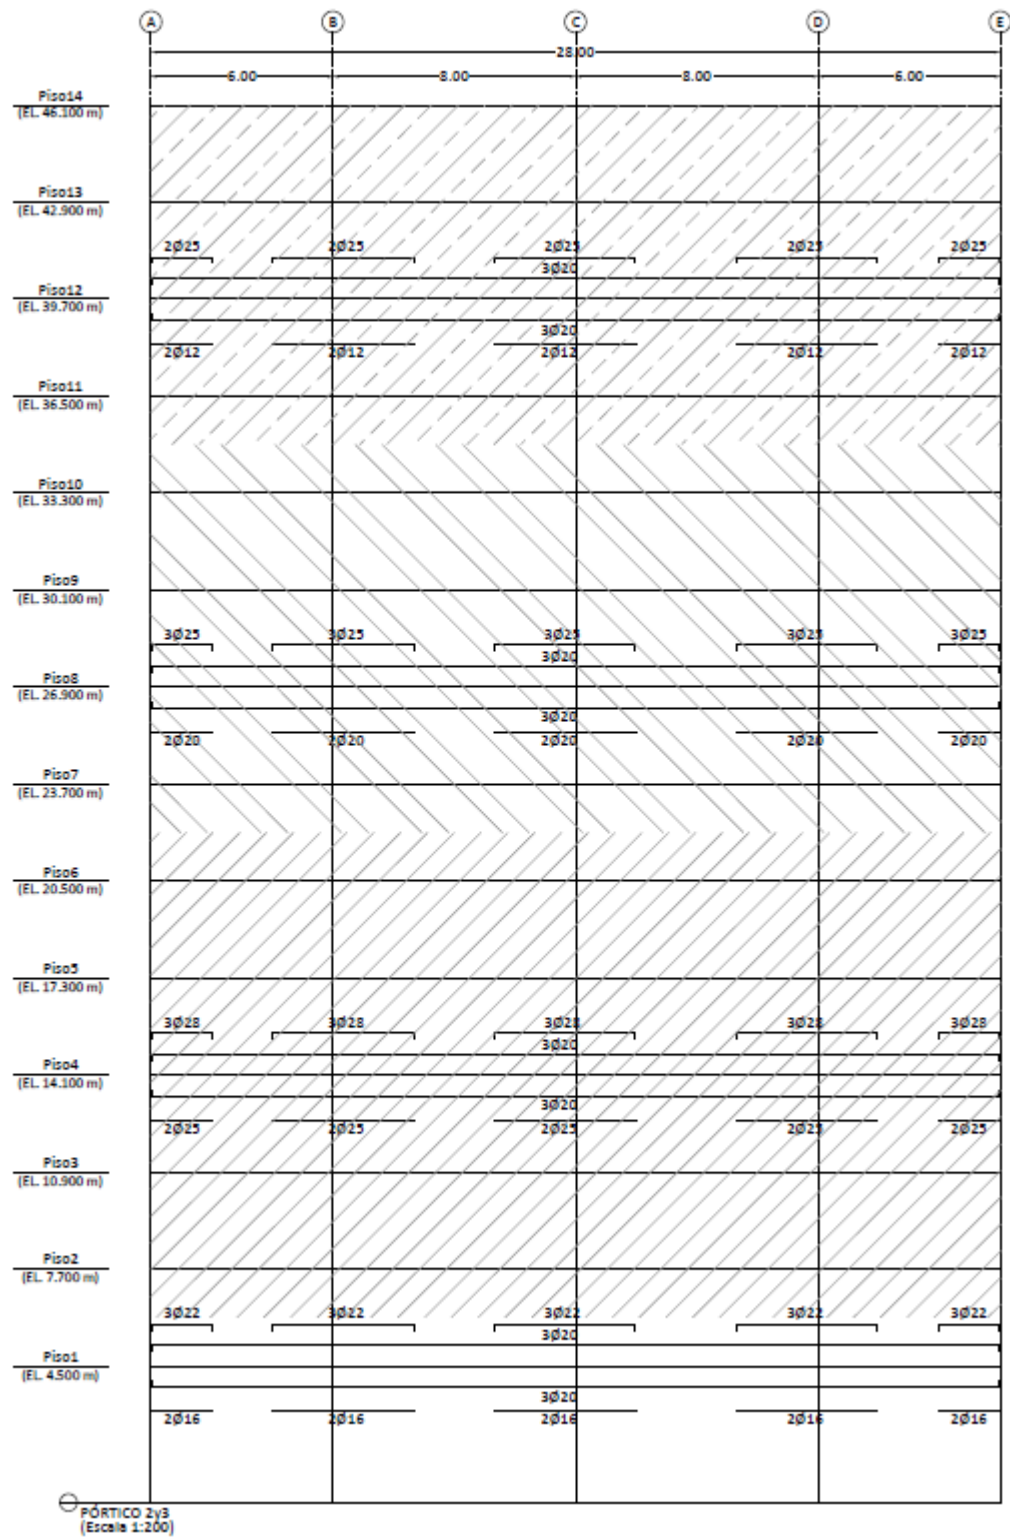 A B C D E
28.00
6.00 8.00 8.00 6.00
Piso14
(EL. 46.100 m)
Piso13
(EL. 42.900 m)
2Ø25 2Ø25 2Ø25 2Ø25 2Ø25
3Ø20
Piso12
(EL. 39.700 m)
3Ø20
2Ø12 2Ø12 2Ø12 2Ø12 2Ø12
Piso11
(EL. 36.500 m)
Piso10
(EL. 33.300 m)
Piso9
(EL. 30.100 m)
3Ø25 3Ø25 3Ø25 3Ø25 3Ø25
3Ø20
Piso8
(EL. 26.900 m)
3Ø20
2Ø20 2Ø20 2Ø20 2Ø20 2Ø20
Piso7
(EL. 23.700 m)
Piso6
(EL. 20.500 m)
Piso5
(EL. 17.300 m)
3Ø28 3Ø28 3Ø28 3Ø28 3Ø28
3Ø20
Piso4
(EL. 14.100 m)
3Ø20
2Ø25 2Ø25 2Ø25 2Ø25 2Ø25
Piso3
(EL. 10.900 m)
Piso2
(EL. 7.700 m)
3Ø22 3Ø22 3Ø22 3Ø22 3Ø22
3Ø20
Piso1
(EL. 4.500 m)
3Ø20
2Ø16 2Ø16 2Ø16 2Ø16 2Ø16
PÓRTICO 2y3
(Escala 1:200)